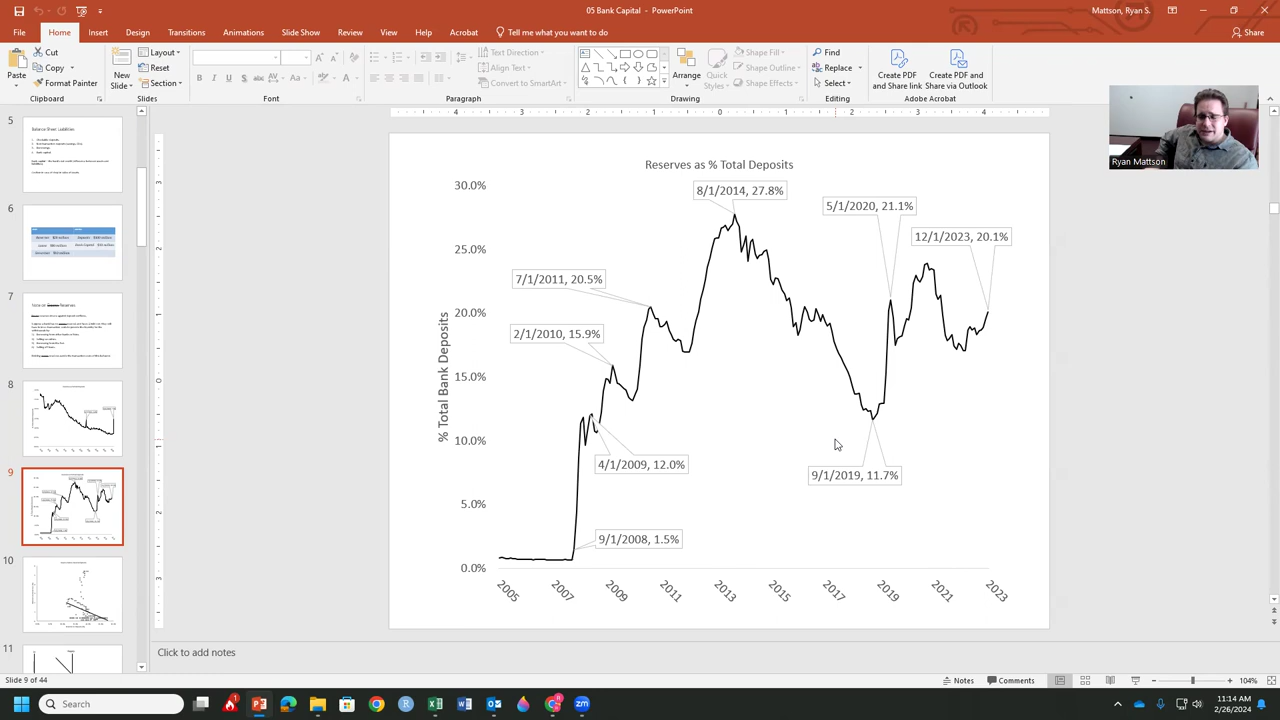 05 Bank Capital - PowerPoint
Mattson, Ryan S.
File Home Insert Draw Design Transitions Animations Slide Show Review View Help Acrobat Tell me what you want to do Share
Paste
Cut
Copy
Format Painter
Clipboard
New Slide
Layout
Reset
Section
Slides
Font
Text Direction
Align Text
Convert to SmartArt
Paragraph
Arrange
Quick Styles
Shape Fill
Shape Outline
Shape Effects
Drawing
Find
Replace
Select
Editing
Create PDF and Share link
Create PDF and Share via Outlook
Adobe Acrobat
Ryan Mattson
5
6
7
8
9
10
11
Reserves as % Total Deposits
% Total Bank Deposits
30.0%
25.0%
20.0%
15.0%
10.0%
5.0%
0.0%
8/1/2014, 27.8%
5/1/2020, 21.1%
12/1/2023, 20.1%
7/1/2011, 20.5%
2/1/2010, 15.9%
4/1/2009, 12.0%
9/1/2019, 11.7%
9/1/2008, 1.5%
2005 2007 2009 2011 2013 2015 2017 2019 2021 2023
Click to add notes
Slide 9 of 44
Notes
Comments
104%
Search
11:14 AM
2/26/2024